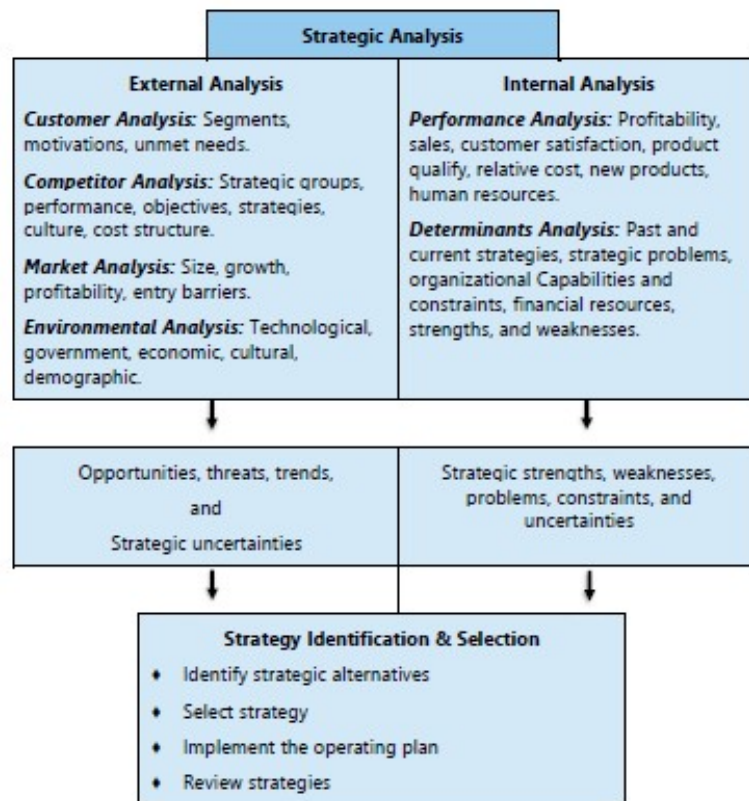 Strategic Analysis
External Analysis
Customer Analysis: Segments,
motivations, unmet needs.
Competitor Analysis: Strategic groups,
performance, objectives, strategies,
culture, cost structure.
Market Analysis: Size, growth,
profitability, entry barriers.
Environmental Analysis: Technological,
government, economic, cultural,
demographic.
Internal Analysis
Performance Analysis: Profitability,
sales, customer satisfaction, product
qualify, relative cost, new products,
human resources.
Determinants Analysis: Past and
current strategies, strategic problems,
organizational Capabilities and
constraints, financial resources,
strengths, and weaknesses.
Opportunities, threats, trends,
and
Strategic uncertainties
Strategic strengths, weaknesses,
problems, constraints, and
uncertainties
Strategy Identification & Selection
♦ Identify strategic alternatives
♦ Select strategy
♦ Implement the operating plan
♦ Review strategies